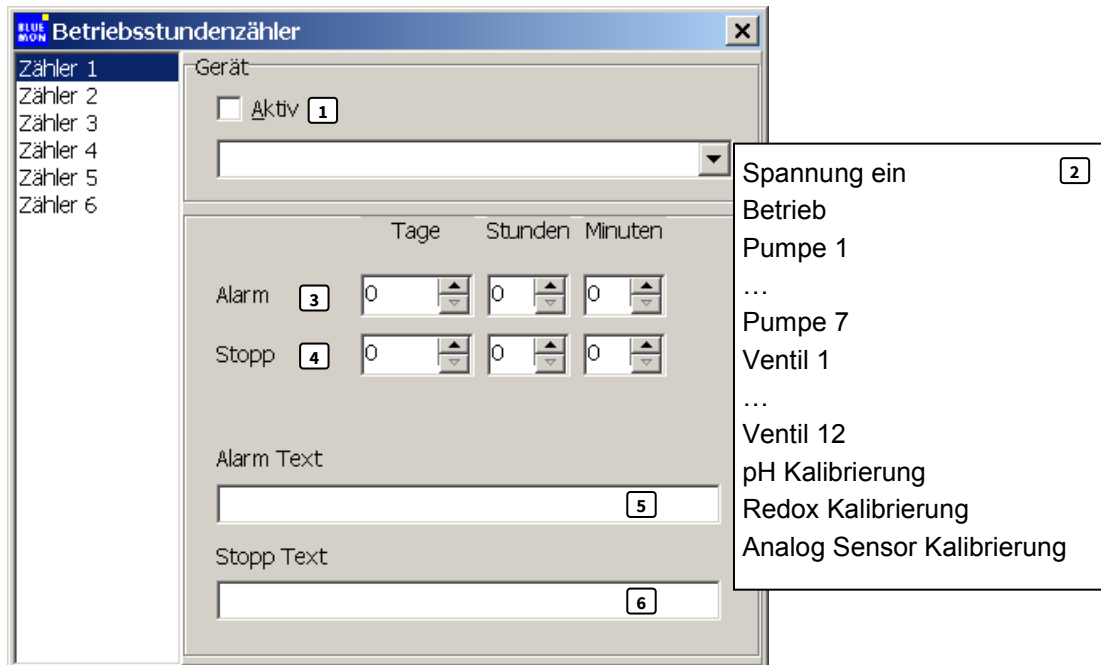 BLUE
MON
Betriebsstundenzähler
Zähler 1
Zähler 2
Zähler 3
Zähler 4
Zähler 5
Zähler 6
Gerät
Aktiv 1
Tage Stunden Minuten
Alarm 3 0 0 0
Stopp 4 0 0 0
Alarm Text
5
Stopp Text
6
Spannung ein 2
Betrieb
Pumpe 1
…
Pumpe 7
Ventil 1
…
Ventil 12
pH Kalibrierung
Redox Kalibrierung
Analog Sensor Kalibrierung